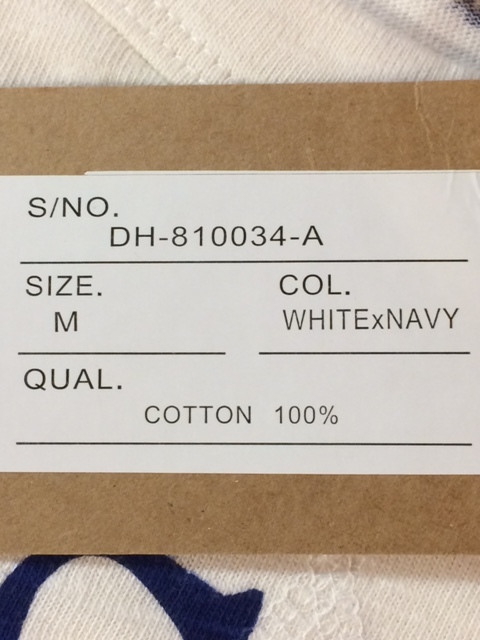 S/NO.
DH-810034-A
SIZE.
M
COL.
WHITExNAVY
QUAL.
COTTON 100%